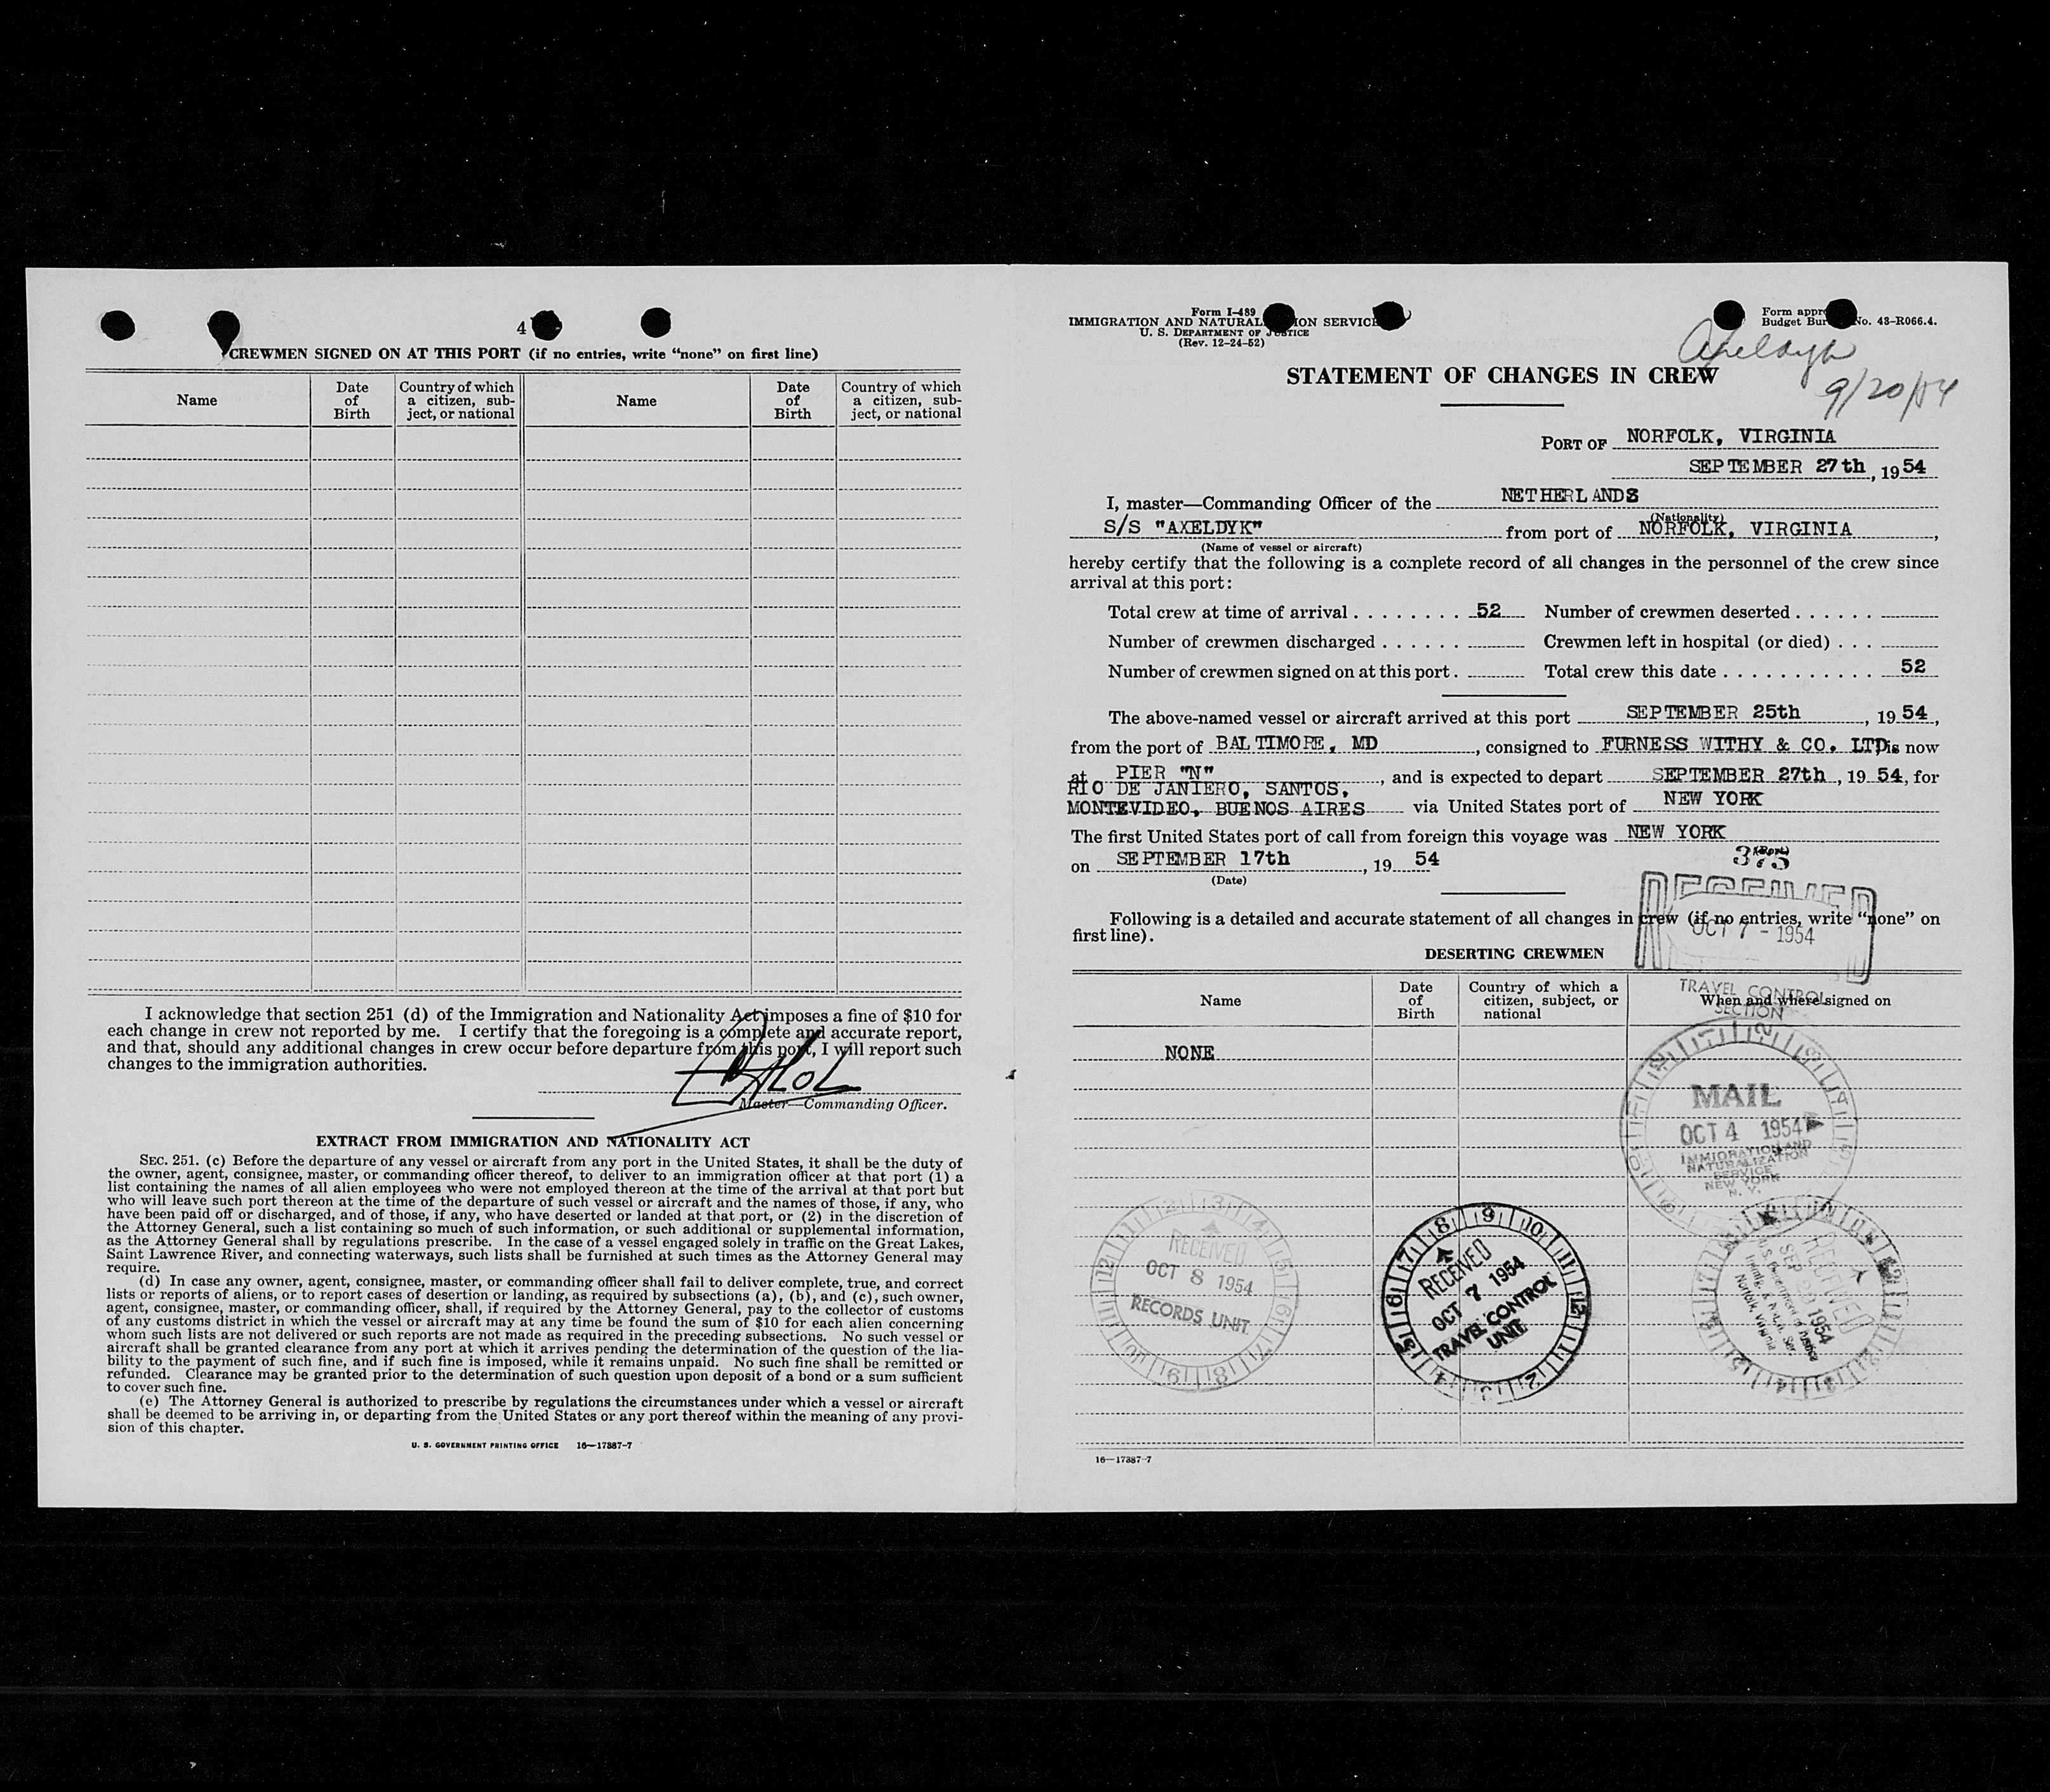 4
CREWMEN SIGNED ON AT THIS PORT (if no entries, write “none” on first line)
Name
Date of Birth
Country of which a citizen, sub-ject, or national
Name
Date of Birth
Country of which a citizen, sub-ject, or national
I acknowledge that section 251 (d) of the Immigration and Nationality Act imposes a fine of $10 for
each change in crew not reported by me. I certify that the foregoing is a complete and accurate report,
and that, should any additional changes in crew occur before departure from this port, I will report such
changes to the immigration authorities.
Master—Commanding Officer.
EXTRACT FROM IMMIGRATION AND NATIONALITY ACT
SEC. 251. (c) Before the departure of any vessel or aircraft from any port in the United States, it shall be the duty of
the owner, agent, consignee, master, or commanding officer thereof, to deliver to an immigration officer at that port (1) a
list containing the names of all alien employees who were not employed thereon at the time of the arrival at that port but
who will leave such port thereon at the time of the departure of such vessel or aircraft and the names of those, if any, who
have been paid off or discharged, and of those, if any, who have deserted or landed at that port, or (2) in the discretion of
the Attorney General, such a list containing so much of such information, or such additional or supplemental information,
as the Attorney General shall by regulations prescribe. In the case of a vessel engaged solely in traffic on the Great Lakes,
Saint Lawrence River, and connecting waterways, such lists shall be furnished at such times as the Attorney General may
require.
(d) In case any owner, agent, consignee, master, or commanding officer shall fail to deliver complete, true, and correct
lists or reports of aliens, or to report cases of desertion or landing, as required by subsections (a), (b), and (c), such owner,
agent, consignee, master, or commanding officer, shall, if required by the Attorney General, pay to the collector of customs
of any customs district in which the vessel or aircraft may at any time be found the sum of $10 for each alien concerning
whom such lists are not delivered or such reports are not made as required in the preceding subsections. No such vessel or
aircraft shall be granted clearance from any port at which it arrives pending the determination of the question of the lia-
bility to the payment of such fine, and if such fine is imposed, while it remains unpaid. No such fine shall be remitted or
refunded. Clearance may be granted prior to the determination of such question upon deposit of a bond or a sum sufficient
to cover such fine.
(e) The Attorney General is authorized to prescribe by regulations the circumstances under which a vessel or aircraft
shall be deemed to be arriving in, or departing from the United States or any port thereof within the meaning of any provi-
sion of this chapter.
U. S. GOVERNMENT PRINTING OFFICE 16—17387-7
Form I-489
IMMIGRATION AND NATURAL ION SERVICE
U. S. DEPARTMENT OF JUSTICE
(Rev. 12-24-52)
Form appr
Budget Bur No. 43-R066.4.
Axeldyk
9/20/54
STATEMENT OF CHANGES IN CREW
PORT OF NORFOLK, VIRGINIA
SEPTEMBER 27th, 1954
I, master—Commanding Officer of the NETHERLANDS
(Nationality)
S/S "AXELDYK" from port of NORFOLK, VIRGINIA,
(Name of vessel or aircraft)
hereby certify that the following is a complete record of all changes in the personnel of the crew since
arrival at this port:
Total crew at time of arrival . . . . . . . . 52 Number of crewmen deserted . . . . . .
Number of crewmen discharged . . . . . . Crewmen left in hospital (or died) . . .
Number of crewmen signed on at this port . Total crew this date . . . . . . . . . . . 52
The above-named vessel or aircraft arrived at this port SEPTEMBER 25th, 1954,
from the port of BALTIMORE, MD, consigned to FURNESS WITHY & CO. LTD is now
at PIER "N", and is expected to depart SEPTEMBER 27th, 1954, for
RIO DE JANIERO, SANTOS,
MONTEVIDEO, BUENOS AIRES via United States port of NEW YORK
The first United States port of call from foreign this voyage was NEW YORK
(Port)
on SEPTEMBER 17th, 1954
(Date)
375
RECEIVED
OCT 7 - 1954
TRAVEL CONTROL
SECTION
Following is a detailed and accurate statement of all changes in crew (if no entries, write “none” on
first line).
DESERTING CREWMEN
Name
Date of Birth
Country of which a citizen, subject, or national
When and where signed on
NONE
MAIL
OCT 4 1954
IMMIGRATION AND
NATURALIZATION
SERVICE
NEW YORK
N. Y.
RECEIVED
OCT 8 1954
RECORDS UNIT
RECEIVED
OCT 7 1954
TRAVEL CONTROL
UNIT
RECEIVED
1954
U S Department of Justice
Immig. & Natn. Ser
Norfolk Virginia
16—17387-7